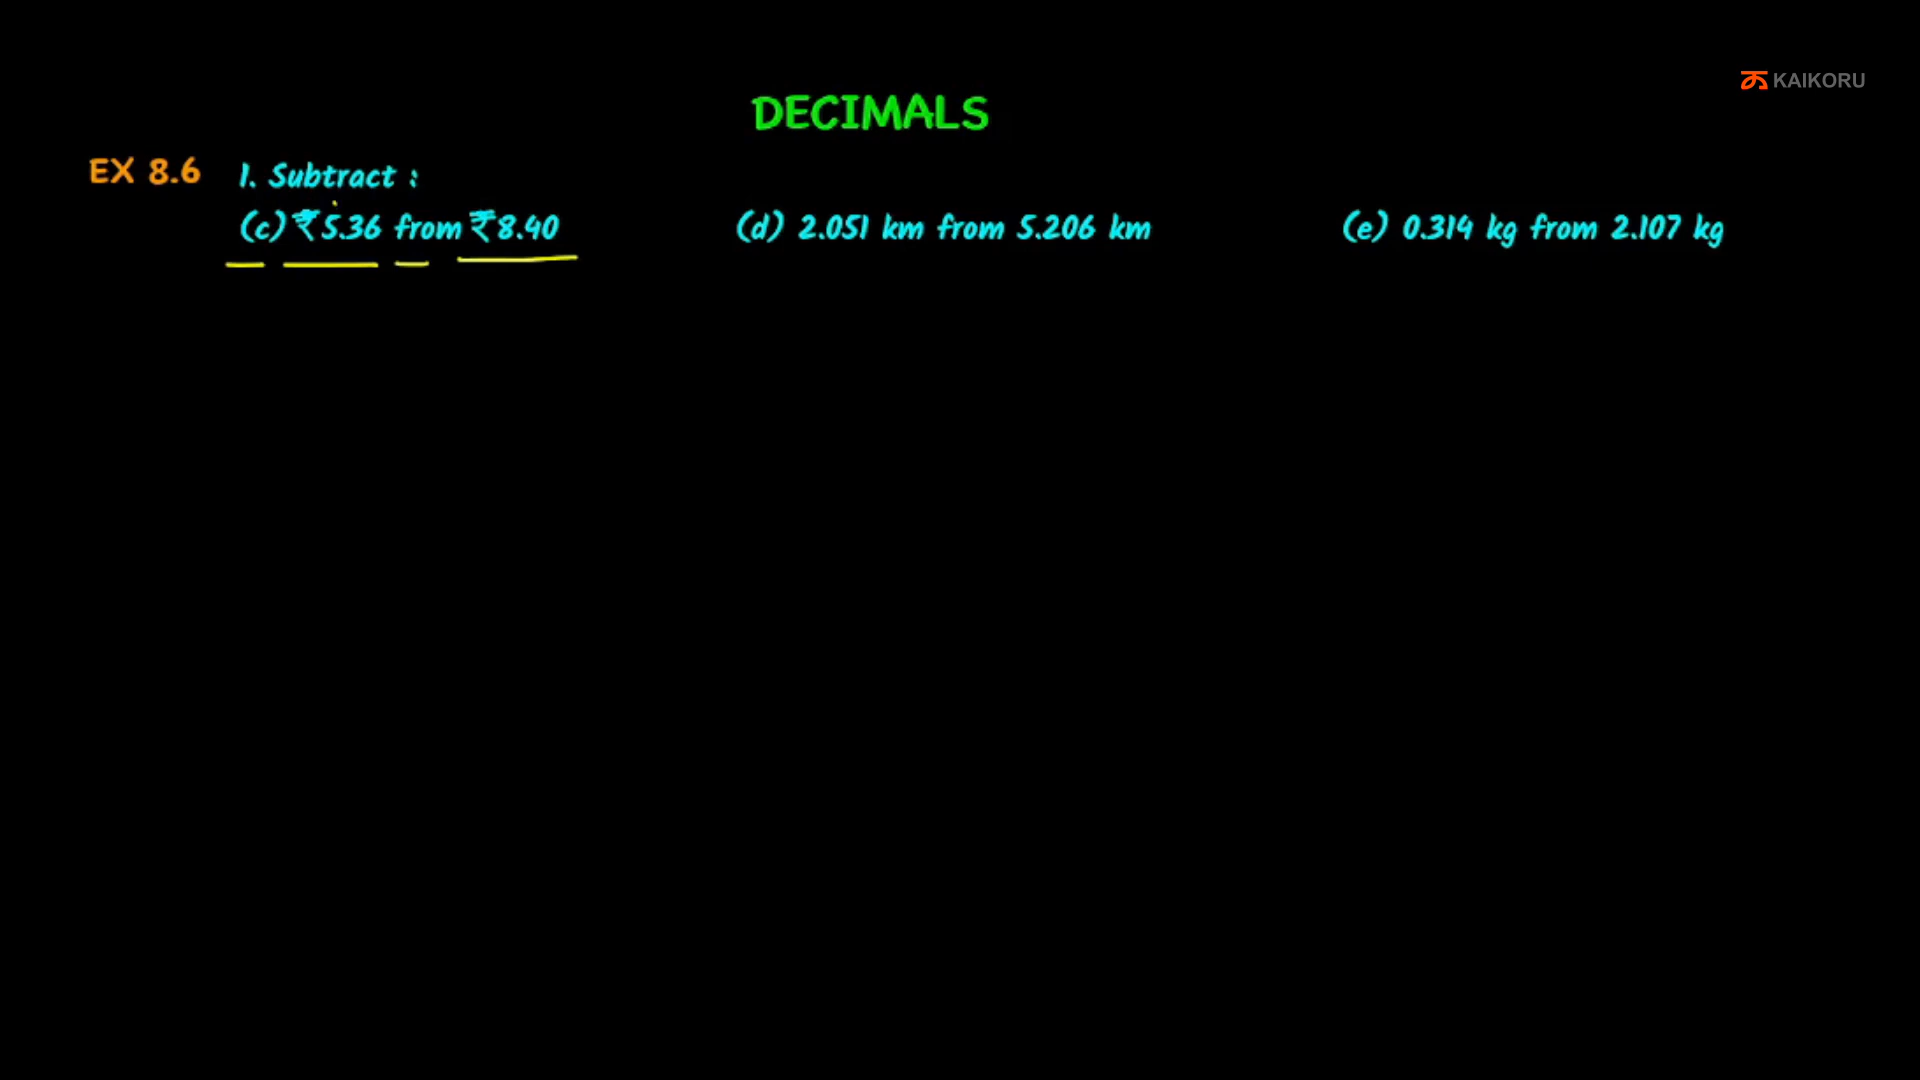 KAIKORU
DECIMALS
EX 8.6 1. Subtract :
(c) ₹ 5.36 from ₹ 8.40 (d) 2.051 km from 5.206 km (e) 0.314 kg from 2.107 kg